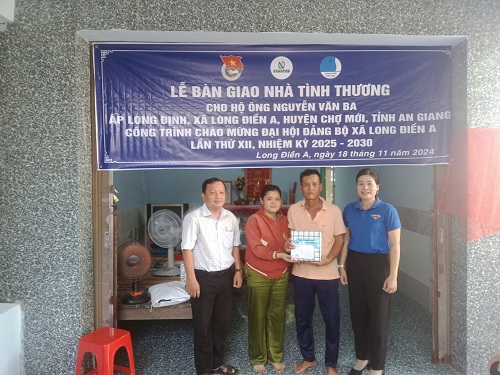 LỄ BÀN GIAO NHÀ TÌNH THƯƠNG
CHO HỘ ÔNG NGUYỄN VĂN BA
ẤP LONG ĐỊNH, XÃ LONG ĐIỀN A, HUYỆN CHỢ MỚI, TỈNH AN GIANG
CÔNG TRÌNH CHÀO MỪNG ĐẠI HỘI ĐẢNG BỘ XÃ LONG ĐIỀN A
LẦN THỨ XII, NHIỆM KỲ 2025 - 2030
Long Điền A, ngày 18 tháng 11 năm 2024